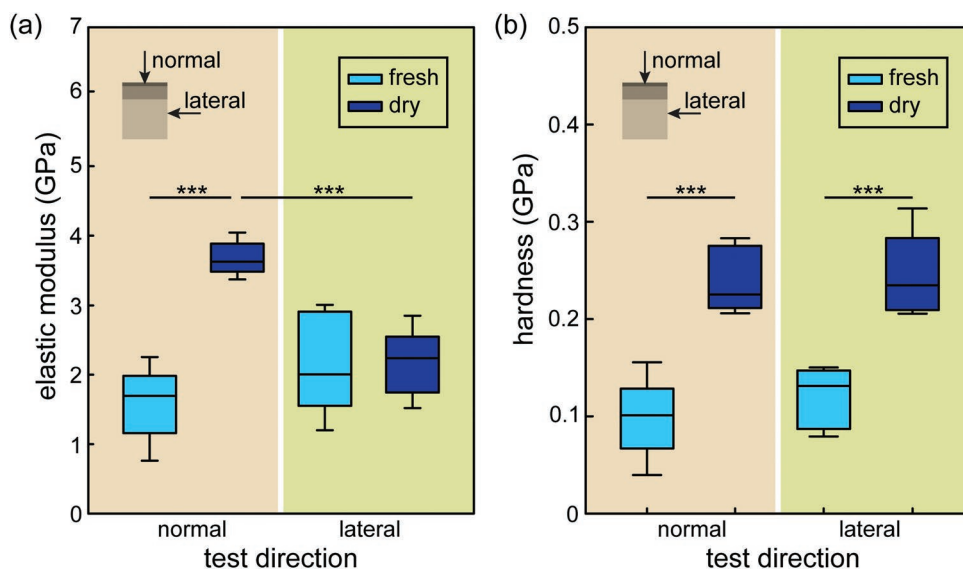 (a)
elastic modulus (GPa)
7
6
5
4
3
2
1
0
normal
lateral
fresh
dry
***
***
normal
lateral
test direction
(b)
hardness (GPa)
0.5
0.4
0.3
0.2
0.1
0
normal
lateral
fresh
dry
***
***
normal
lateral
test direction